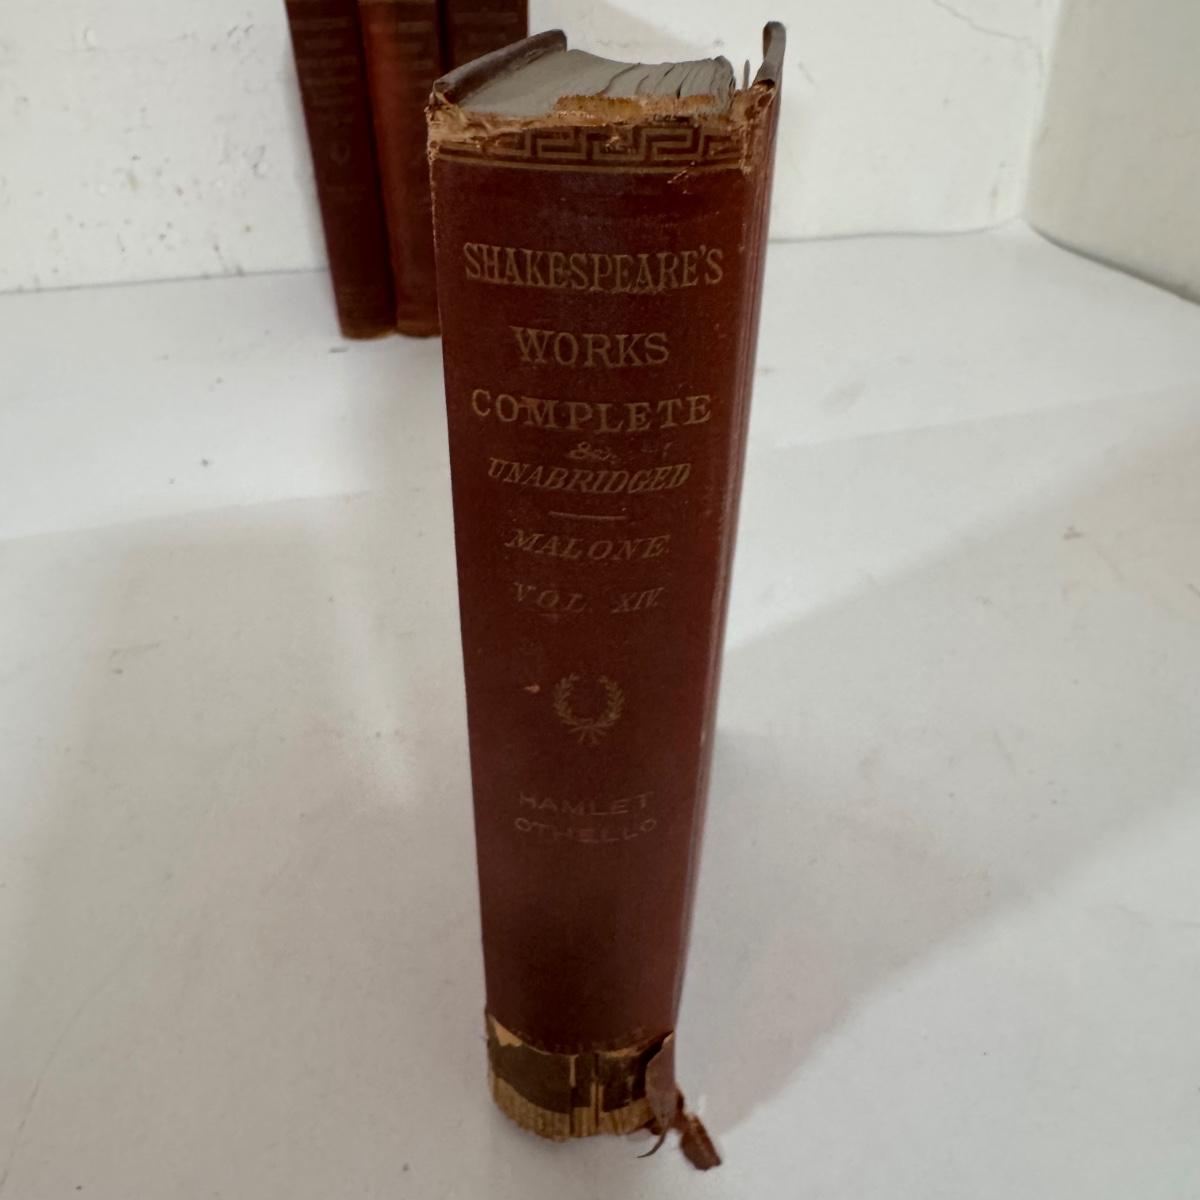 SHAKESPEARE'S
WORKS
COMPLETE
&
UNABRIDGED
MALONE
VOL. XIV.
HAMLET
OTHELLO